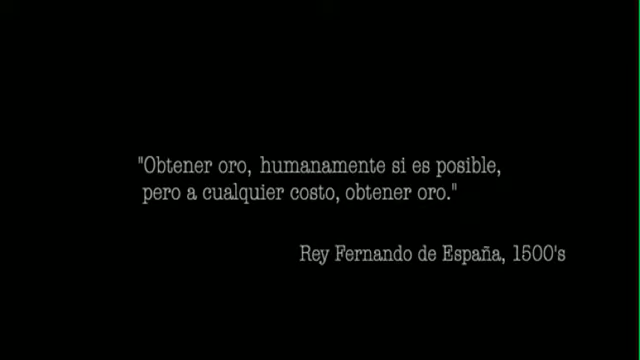 "Obtener oro, humanamente si es posible,
pero a cualquier costo, obtener oro."
Rey Fernando de España, 1500's